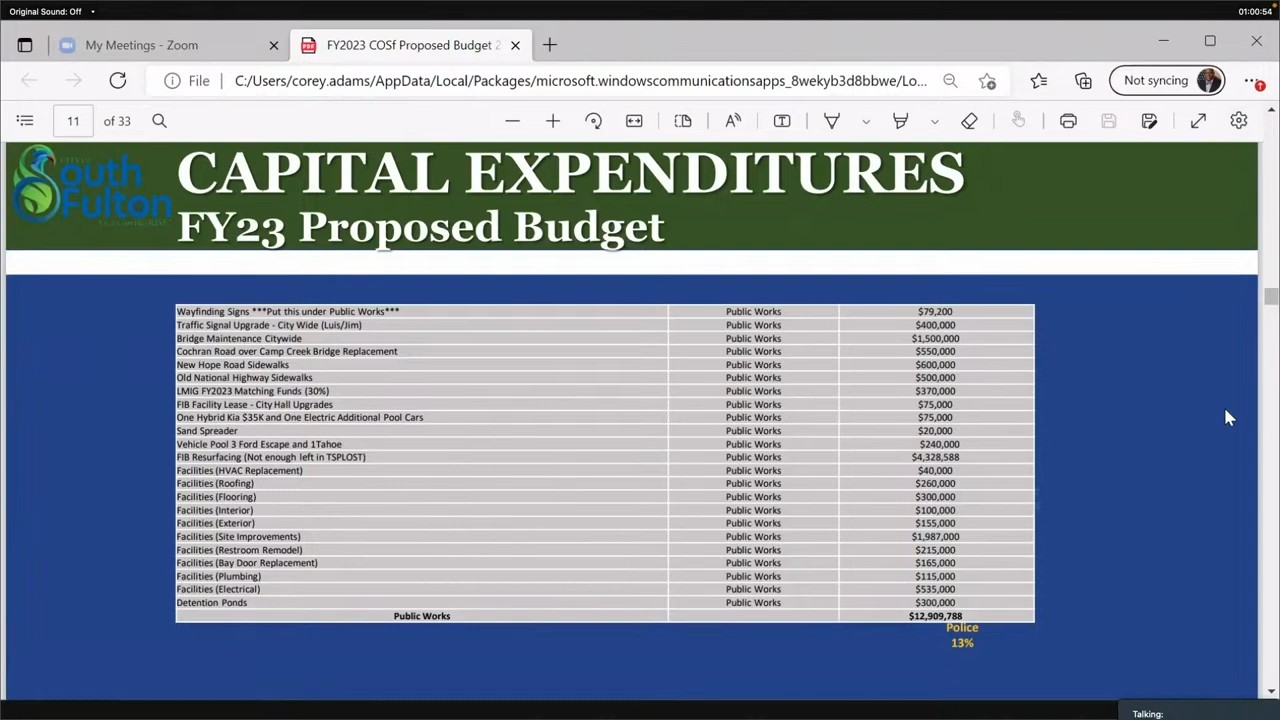 Original Sound: Off
01:00:54
My Meetings - Zoom
FY2023 COSf Proposed Budget 2
File
C:/Users/corey.adams/AppData/Local/Packages/microsoft.windowscommunicationsapps_8wekyb3d8bbwe/Lo...
Not syncing
11 of 33
South Fulton
CAPITAL EXPENDITURES
FY23 Proposed Budget
Wayfinding Signs ***Put this under Public Works*** Public Works $79,200
Traffic Signal Upgrade - City Wide (Luis/Jim) Public Works $400,000
Bridge Maintenance Citywide Public Works $1,500,000
Cochran Road over Camp Creek Bridge Replacement Public Works $550,000
New Hope Road Sidewalks Public Works $600,000
Old National Highway Sidewalks Public Works $500,000
LMIG FY2023 Matching Funds (30%) Public Works $370,000
FIB Facility Lease - City Hall Upgrades Public Works $75,000
One Hybrid Kia $35K and One Electric Additional Pool Cars Public Works $75,000
Sand Spreader Public Works $20,000
Vehicle Pool 3 Ford Escape and 1Tahoe Public Works $240,000
FIB Resurfacing (Not enough left in TSPLOST) Public Works $4,328,588
Facilities (HVAC Replacement) Public Works $40,000
Facilities (Roofing) Public Works $260,000
Facilities (Flooring) Public Works $300,000
Facilities (Interior) Public Works $100,000
Facilities (Exterior) Public Works $155,000
Facilities (Site Improvements) Public Works $1,987,000
Facilities (Restroom Remodel) Public Works $215,000
Facilities (Bay Door Replacement) Public Works $165,000
Facilities (Plumbing) Public Works $115,000
Facilities (Electrical) Public Works $535,000
Detention Ponds Public Works $300,000
Public Works $12,909,788
Police
13%
Talking: